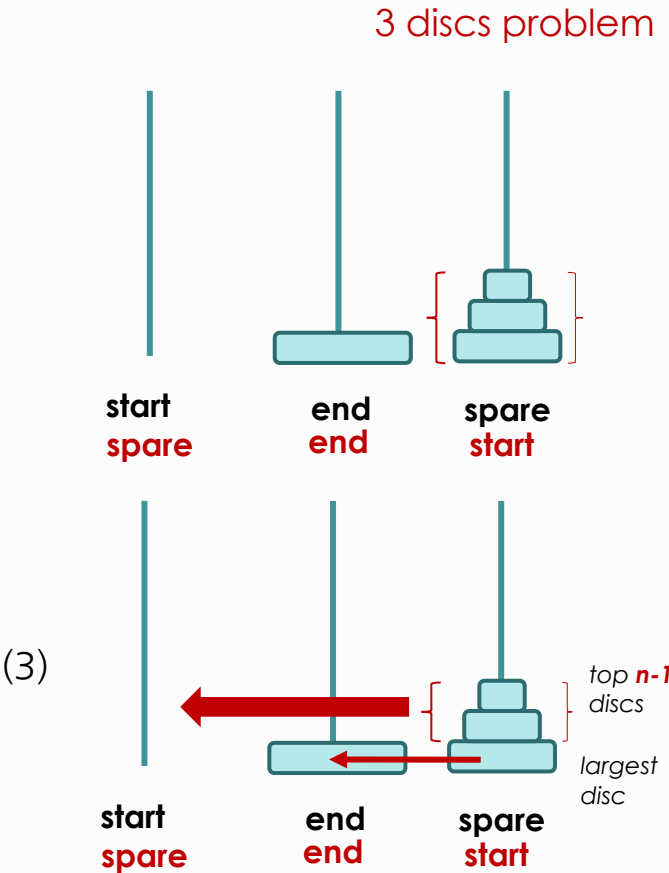 3 discs problem
start end spare
spare end start
(3)
top n-1
discs
largest
disc
start end spare
spare end start